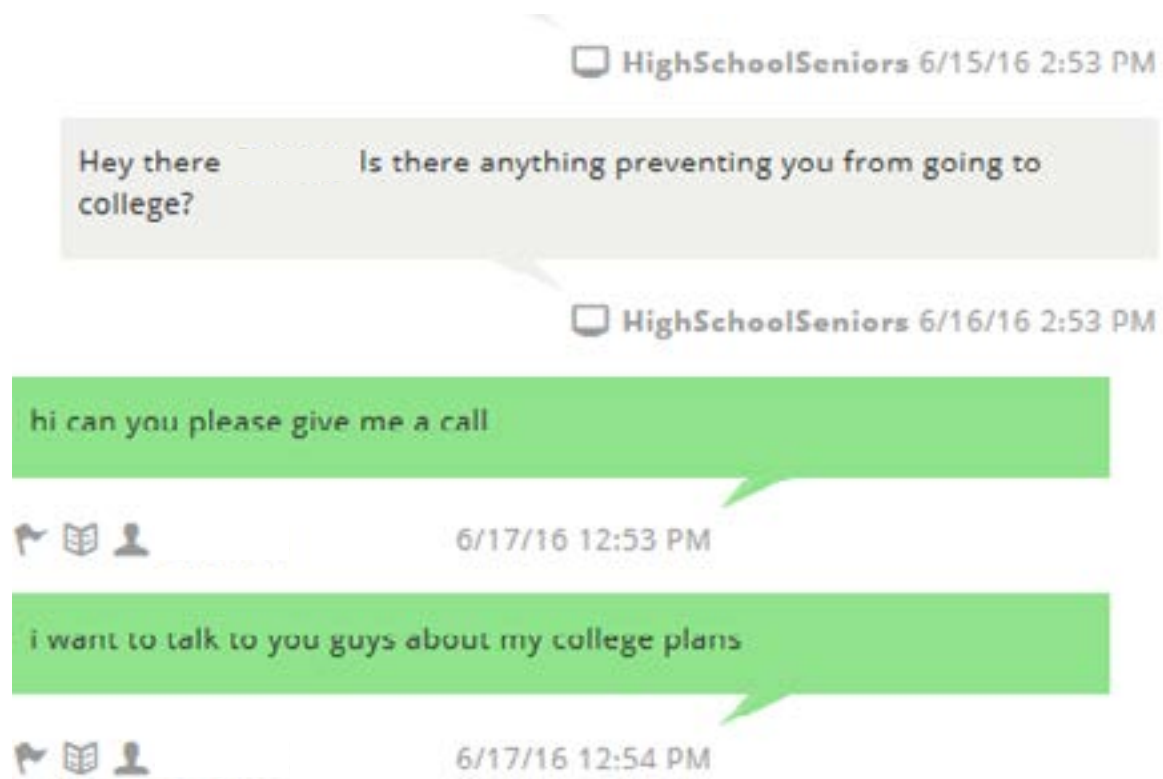 HighSchoolSeniors 6/15/16 2:53 PM
Hey there Is there anything preventing you from going to
college?
HighSchoolSeniors 6/16/16 2:53 PM
hi can you please give me a call
6/17/16 12:53 PM
i want to talk to you guys about my college plans
6/17/16 12:54 PM